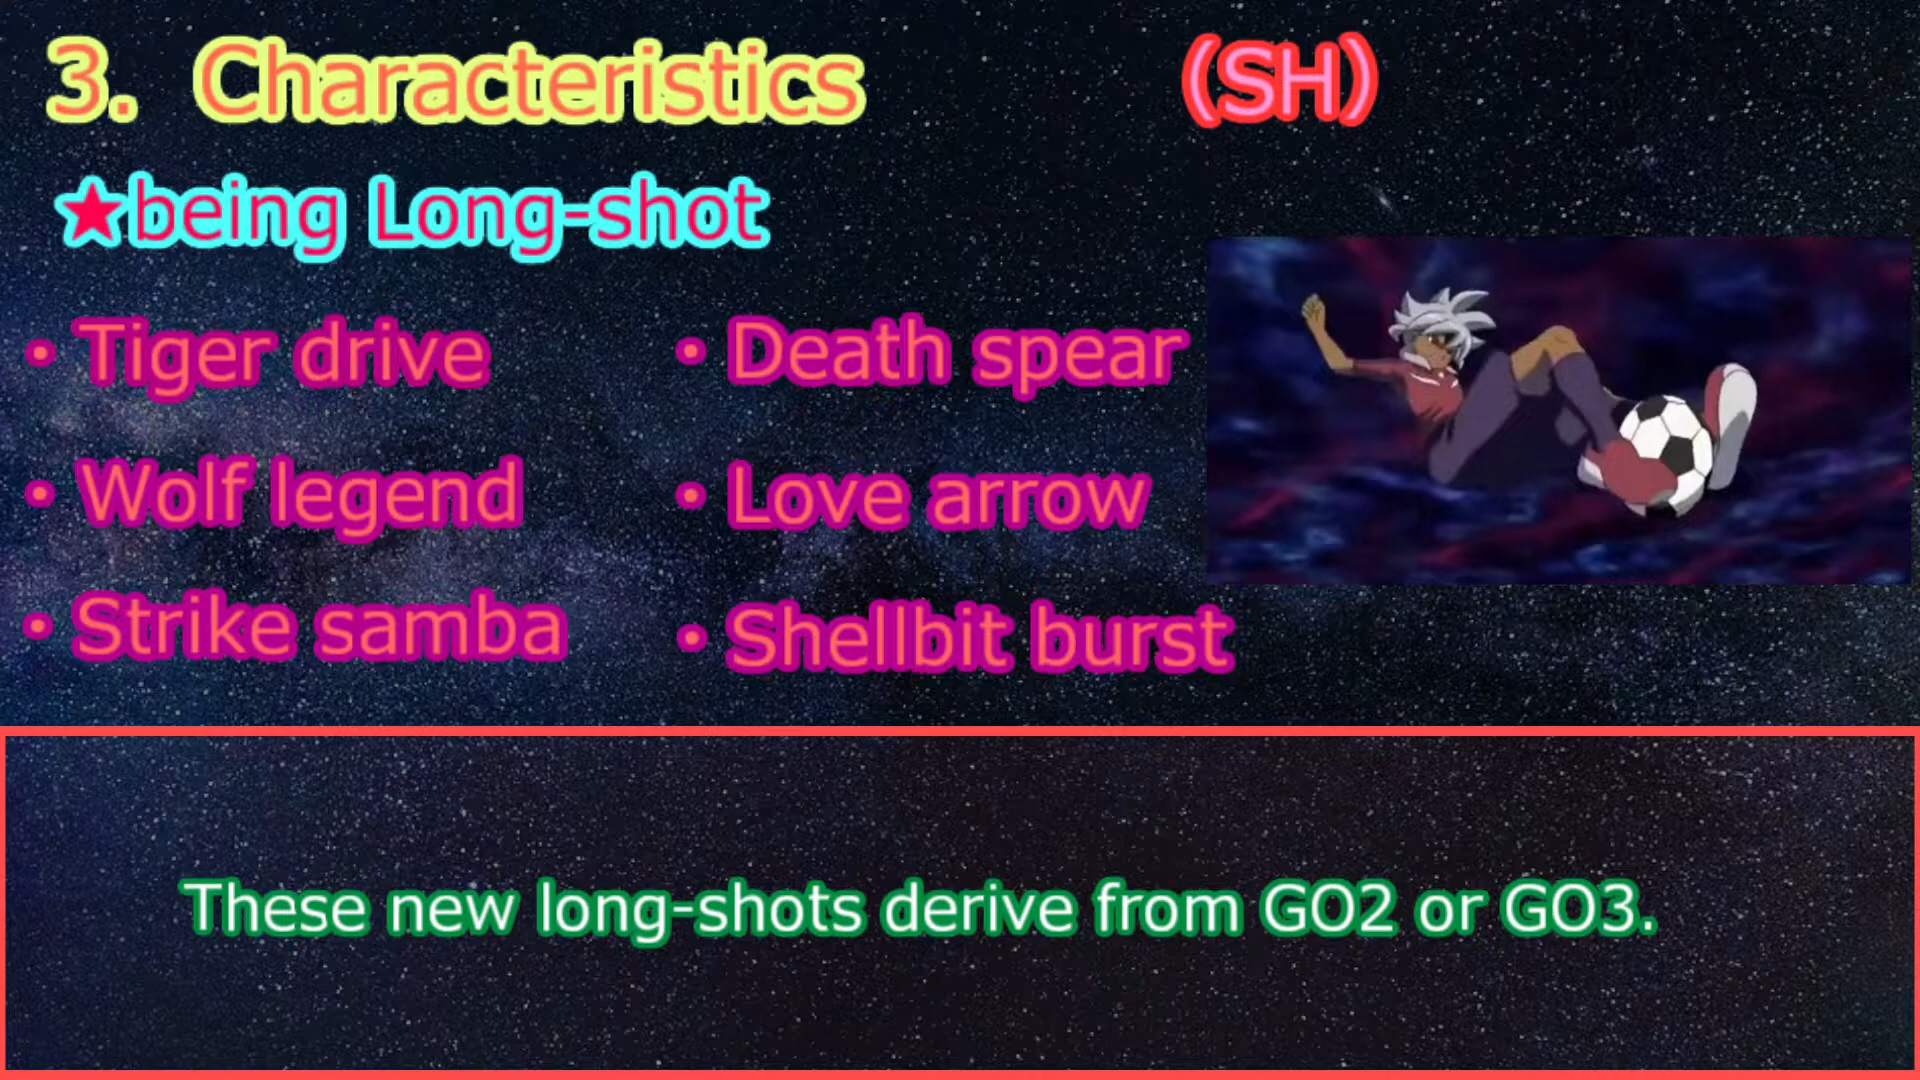 3. Characteristics (SH)
★being Long-shot
• Tiger drive • Death spear
• Wolf legend • Love arrow
• Strike samba • Shellbit burst
These new long-shots derive from GO2 or GO3.